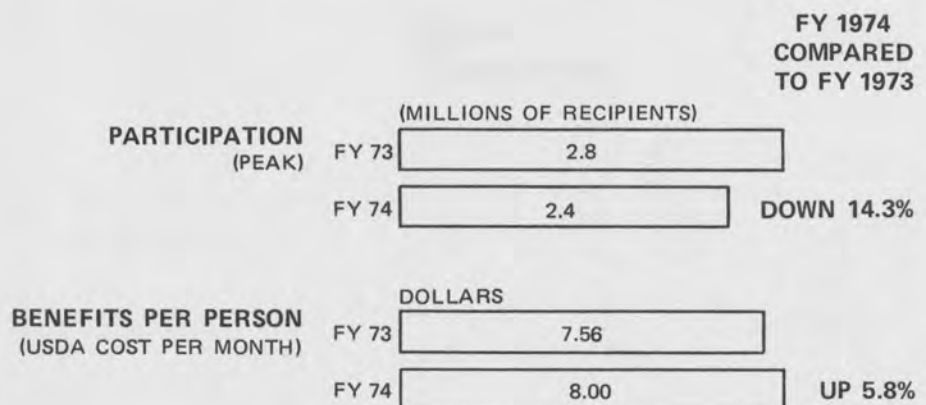 FY 1974
COMPARED
TO FY 1973
(MILLIONS OF RECIPIENTS)
PARTICIPATION
(PEAK)
FY 73
2.8
FY 74
2.4
DOWN 14.3%
DOLLARS
BENEFITS PER PERSON
(USDA COST PER MONTH)
FY 73
7.56
FY 74
8.00
UP 5.8%